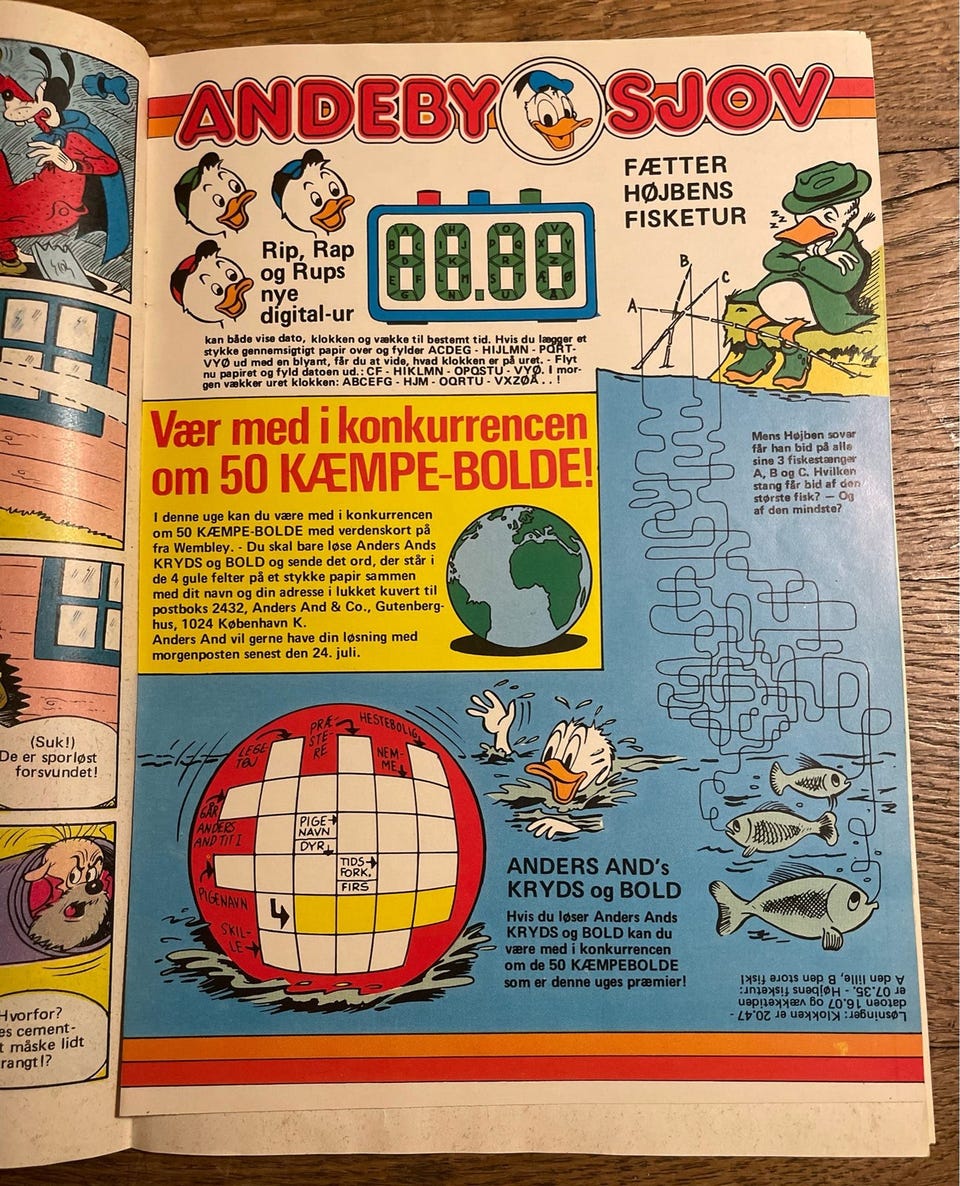 ANDEBY SJOV
Rip, Rap
og Rups
nye
digital-ur
kan både vise dato, klokken og vække til bestemt tid. Hvis du lægger et
stykke gennemsigtigt papir over og fylder ACDEG - HIJLMN - PQRT-
VYØ ud med en blyant, får du at vide, hvad klokken er på uret. - Flyt
nu papiret og fyld datoen ud.: CF - HIKLMN - OPQSTU - VYØ. I mor-
gen vækker uret klokken: ABCEFG - HJM - OQRTU - VXZØÅ . . !
FÆTTER
HØJBENS
FISKETUR
zz
zz
A
B
C
Mens Højben sover
får han bid på alle
sine 3 fiskestænger
A, B og C. Hvilken
stang får bid af den
største fisk? — Og
af den mindste?
Vær med i konkurrencen
om 50 KÆMPE-BOLDE!
I denne uge kan du være med i konkurrencen
om 50 KÆMPE-BOLDE med verdenskort på
fra Wembley. - Du skal bare løse Anders Ands
KRYDS og BOLD og sende det ord, der står i
de 4 gule felter på et stykke papir sammen
med dit navn og din adresse i lukket kuvert til
postboks 2432, Anders And & Co., Gutenberg-
hus, 1024 København K.
Anders And vil gerne have din løsning med
morgenposten senest den 24. juli.
LEGE
TØJ
PRÆ
STE-
RE
HESTEBOLIG
NEM-
ME
GÅR
ANDERS
AND TIT I
PIGE-
NAVN
DYR
TIDS-
FORK.
FIRS
PIGENAVN
SKIL-
LE
ANDERS AND's
KRYDS og BOLD
Hvis du løser Anders Ands
KRYDS og BOLD kan du
være med i konkurrencen
om de 50 KÆMPEBOLDE
som er denne uges præmier!
Løsninger: Klokken er 20.47 -
datoen 16.07 og vækketiden
er 07.35. - Højbens fisketur:
A den lille, B den store fisk!
(Suk!)
De er sporløst
forsvundet!
Hvorfor?
es cement-
t måske lidt
rangt!?